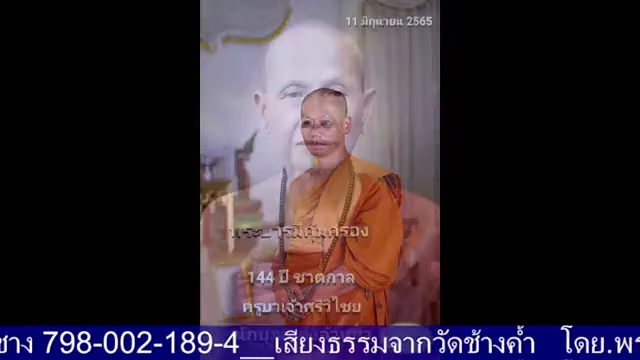 11 มิถุนายน 2565
พระบารมีคุ้มครอง
144 ปี ชาตกาล
ครูบาเจ้าศรีวิไชย
ชาง 798-002-189-4__เสียงธรรมจากวัดช้างค้ำ โดย.พร